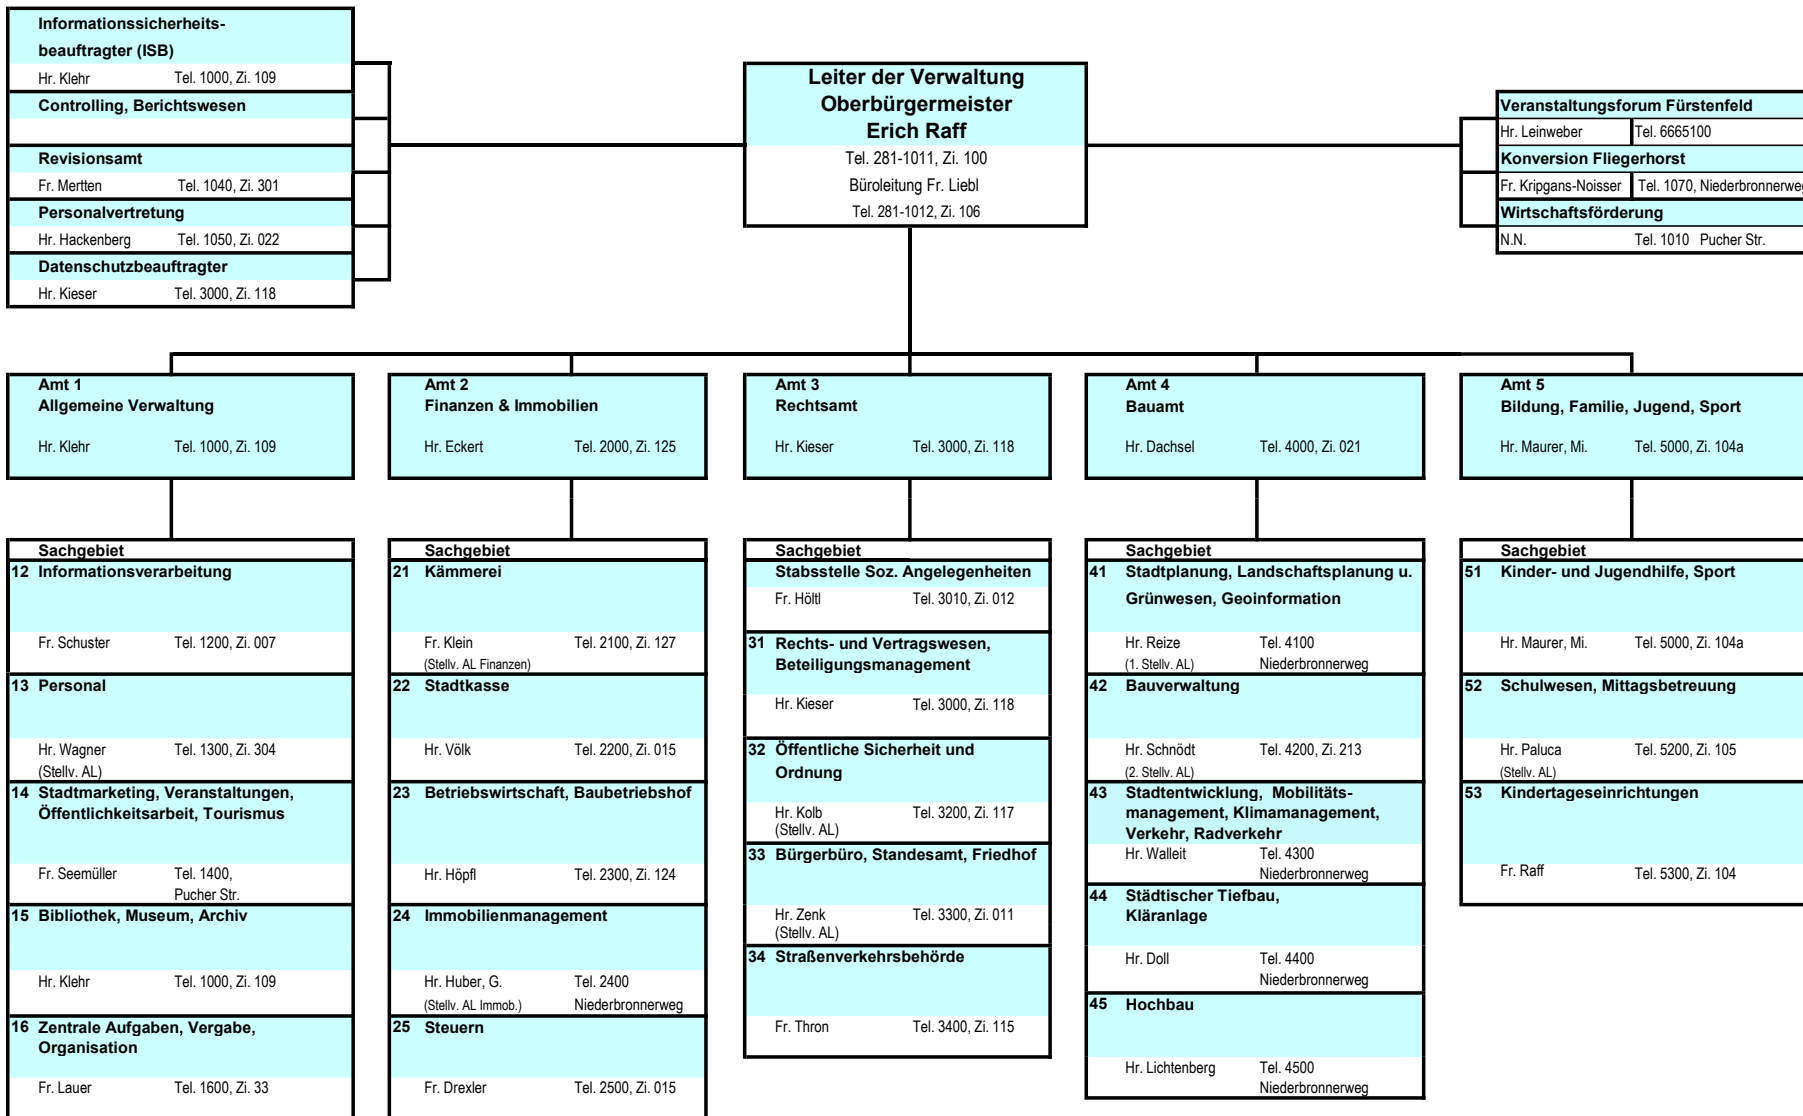 Informationssicherheits-
beauftragter (ISB)
Hr. Klehr Tel. 1000, Zi. 109
Controlling, Berichtswesen
Revisionsamt
Fr. Mertten Tel. 1040, Zi. 301
Personalvertretung
Hr. Hackenberg Tel. 1050, Zi. 022
Datenschutzbeauftragter
Hr. Kieser Tel. 3000, Zi. 118
Leiter der Verwaltung
Oberbürgermeister
Erich Raff
Tel. 281-1011, Zi. 100
Büroleitung Fr. Liebl
Tel. 281-1012, Zi. 106
Veranstaltungsforum Fürstenfeld
Hr. Leinweber Tel. 6665100
Konversion Fliegerhorst
Fr. Kripgans-Noisser Tel. 1070, Niederbronnerweg
Wirtschaftsförderung
N.N. Tel. 1010 Pucher Str.
Amt 1
Allgemeine Verwaltung
Hr. Klehr Tel. 1000, Zi. 109
Sachgebiet
12 Informationsverarbeitung
Fr. Schuster Tel. 1200, Zi. 007
13 Personal
Hr. Wagner Tel. 1300, Zi. 304
(Stellv. AL)
14 Stadtmarketing, Veranstaltungen,
Öffentlichkeitsarbeit, Tourismus
Fr. Seemüller Tel. 1400,
Pucher Str.
15 Bibliothek, Museum, Archiv
Hr. Klehr Tel. 1000, Zi. 109
16 Zentrale Aufgaben, Vergabe,
Organisation
Fr. Lauer Tel. 1600, Zi. 33
Amt 2
Finanzen & Immobilien
Hr. Eckert Tel. 2000, Zi. 125
Sachgebiet
21 Kämmerei
Fr. Klein Tel. 2100, Zi. 127
(Stellv. AL Finanzen)
22 Stadtkasse
Hr. Völk Tel. 2200, Zi. 015
23 Betriebswirtschaft, Baubetriebshof
Hr. Höpfl Tel. 2300, Zi. 124
24 Immobilienmanagement
Hr. Huber, G. Tel. 2400
(Stellv. AL Immob.) Niederbronnerweg
25 Steuern
Fr. Drexler Tel. 2500, Zi. 015
Amt 3
Rechtsamt
Hr. Kieser Tel. 3000, Zi. 118
Sachgebiet
Stabsstelle Soz. Angelegenheiten
Fr. Höltl Tel. 3010, Zi. 012
31 Rechts- und Vertragswesen,
Beteiligungsmanagement
Hr. Kieser Tel. 3000, Zi. 118
32 Öffentliche Sicherheit und
Ordnung
Hr. Kolb Tel. 3200, Zi. 117
(Stellv. AL)
33 Bürgerbüro, Standesamt, Friedhof
Hr. Zenk Tel. 3300, Zi. 011
(Stellv. AL)
34 Straßenverkehrsbehörde
Fr. Thron Tel. 3400, Zi. 115
Amt 4
Bauamt
Hr. Dachsel Tel. 4000, Zi. 021
Sachgebiet
41 Stadtplanung, Landschaftsplanung u.
Grünwesen, Geoinformation
Hr. Reize Tel. 4100
(1. Stellv. AL) Niederbronnerweg
42 Bauverwaltung
Hr. Schnödt Tel. 4200, Zi. 213
(2. Stellv. AL)
43 Stadtentwicklung, Mobilitäts-
management, Klimamanagement,
Verkehr, Radverkehr
Hr. Walleit Tel. 4300
Niederbronnerweg
44 Städtischer Tiefbau,
Kläranlage
Hr. Doll Tel. 4400
Niederbronnerweg
45 Hochbau
Hr. Lichtenberg Tel. 4500
Niederbronnerweg
Amt 5
Bildung, Familie, Jugend, Sport
Hr. Maurer, Mi. Tel. 5000, Zi. 104a
Sachgebiet
51 Kinder- und Jugendhilfe, Sport
Hr. Maurer, Mi. Tel. 5000, Zi. 104a
52 Schulwesen, Mittagsbetreuung
Hr. Paluca Tel. 5200, Zi. 105
(Stellv. AL)
53 Kindertageseinrichtungen
Fr. Raff Tel. 5300, Zi. 104